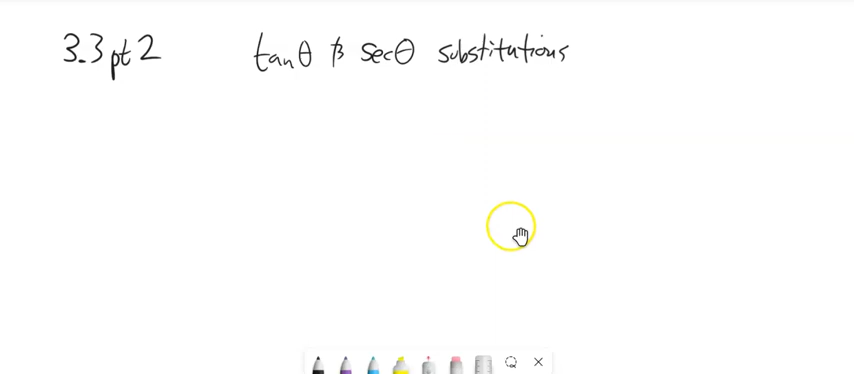 3.3 pt 2 tanθ & secθ substitutions